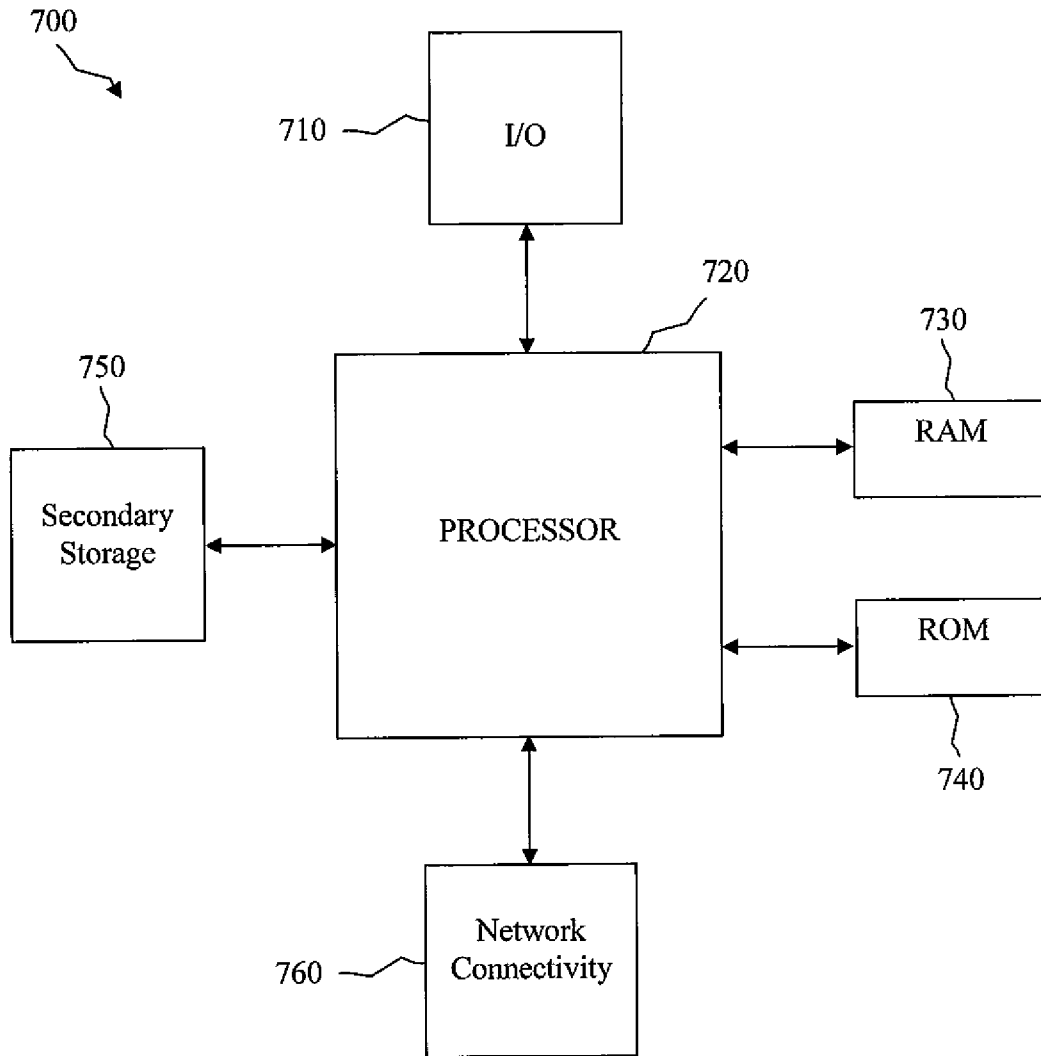 700
710
I/O
720
730
RAM
750
Secondary
Storage
PROCESSOR
ROM
740
Network
Connectivity
760